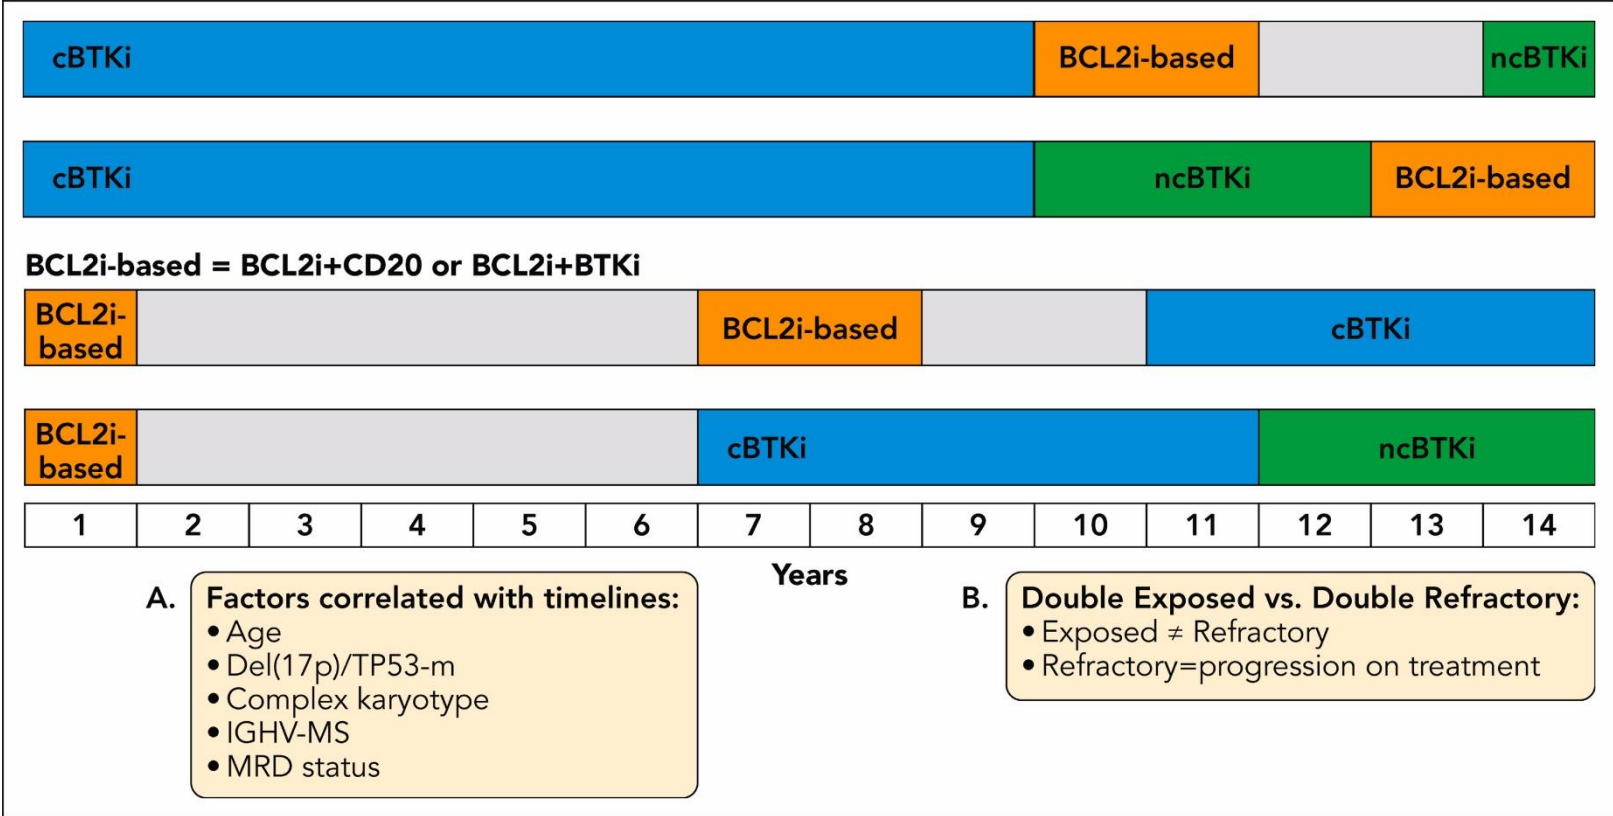 cBTKi
BCL2i-based
ncBTKi
cBTKi
ncBTKi
BCL2i-based
BCL2i-based = BCL2i+CD20 or BCL2i+BTKi
BCL2i-
based
BCL2i-based
cBTKi
BCL2i-
based
cBTKi
ncBTKi
1 2 3 4 5 6 7 8 9 10 11 12 13 14
Years
A. Factors correlated with timelines:
• Age
• Del(17p)/TP53-m
• Complex karyotype
• IGHV-MS
• MRD status
B. Double Exposed vs. Double Refractory:
• Exposed ≠ Refractory
• Refractory=progression on treatment